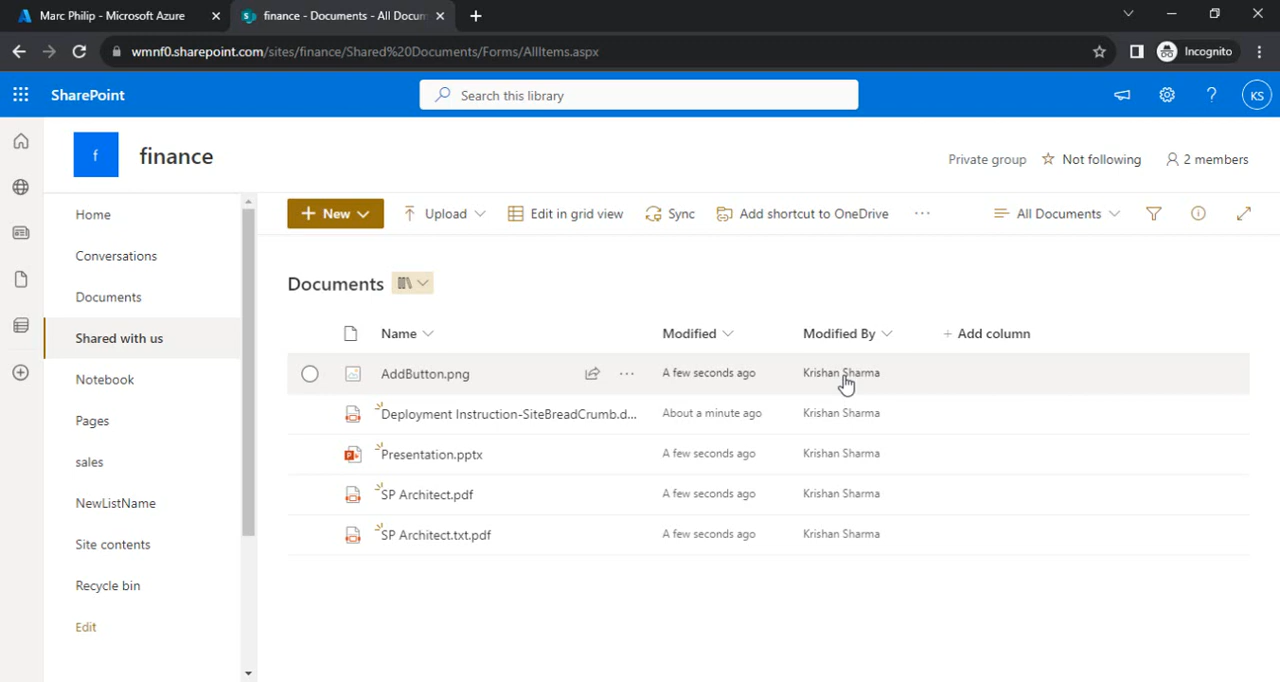 Marc Philip - Microsoft Azure
finance - Documents - All Docum
wmnf0.sharepoint.com/sites/finance/Shared%20Documents/Forms/AllItems.aspx
Incognito
SharePoint
Search this library
KS
f
finance
Private group
Not following
2 members
Home
Conversations
Documents
Shared with us
Notebook
Pages
sales
NewListName
Site contents
Recycle bin
Edit
+ New
Upload
Edit in grid view
Sync
Add shortcut to OneDrive
...
All Documents
Documents
Name Modified Modified By + Add column
AddButton.png ... A few seconds ago Krishan Sharma
Deployment Instruction-SiteBreadCrumb.d... About a minute ago Krishan Sharma
Presentation.pptx A few seconds ago Krishan Sharma
SP Architect.pdf A few seconds ago Krishan Sharma
SP Architect.txt.pdf A few seconds ago Krishan Sharma